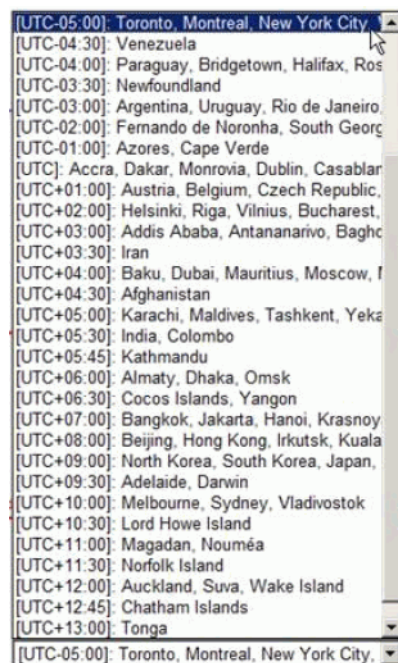 [UTC-05:00]: Toronto, Montreal, New York City,
[UTC-04:30]: Venezuela
[UTC-04:00]: Paraguay, Bridgetown, Halifax, Ros
[UTC-03:30]: Newfoundland
[UTC-03:00]: Argentina, Uruguay, Rio de Janeiro,
[UTC-02:00]: Fernando de Noronha, South Georg
[UTC-01:00]: Azores, Cape Verde
[UTC]: Accra, Dakar, Monrovia, Dublin, Casablan
[UTC+01:00]: Austria, Belgium, Czech Republic,
[UTC+02:00]: Helsinki, Riga, Vilnius, Bucharest,
[UTC+03:00]: Addis Ababa, Antananarivo, Baghd
[UTC+03:30]: Iran
[UTC+04:00]: Baku, Dubai, Mauritius, Moscow,
[UTC+04:30]: Afghanistan
[UTC+05:00]: Karachi, Maldives, Tashkent, Yeka
[UTC+05:30]: India, Colombo
[UTC+05:45]: Kathmandu
[UTC+06:00]: Almaty, Dhaka, Omsk
[UTC+06:30]: Cocos Islands, Yangon
[UTC+07:00]: Bangkok, Jakarta, Hanoi, Krasnoy
[UTC+08:00]: Beijing, Hong Kong, Irkutsk, Kuala
[UTC+09:00]: North Korea, South Korea, Japan,
[UTC+09:30]: Adelaide, Darwin
[UTC+10:00]: Melbourne, Sydney, Vladivostok
[UTC+10:30]: Lord Howe Island
[UTC+11:00]: Magadan, Nouméa
[UTC+11:30]: Norfolk Island
[UTC+12:00]: Auckland, Suva, Wake Island
[UTC+12:45]: Chatham Islands
[UTC+13:00]: Tonga
[UTC-05:00]: Toronto, Montreal, New York City,